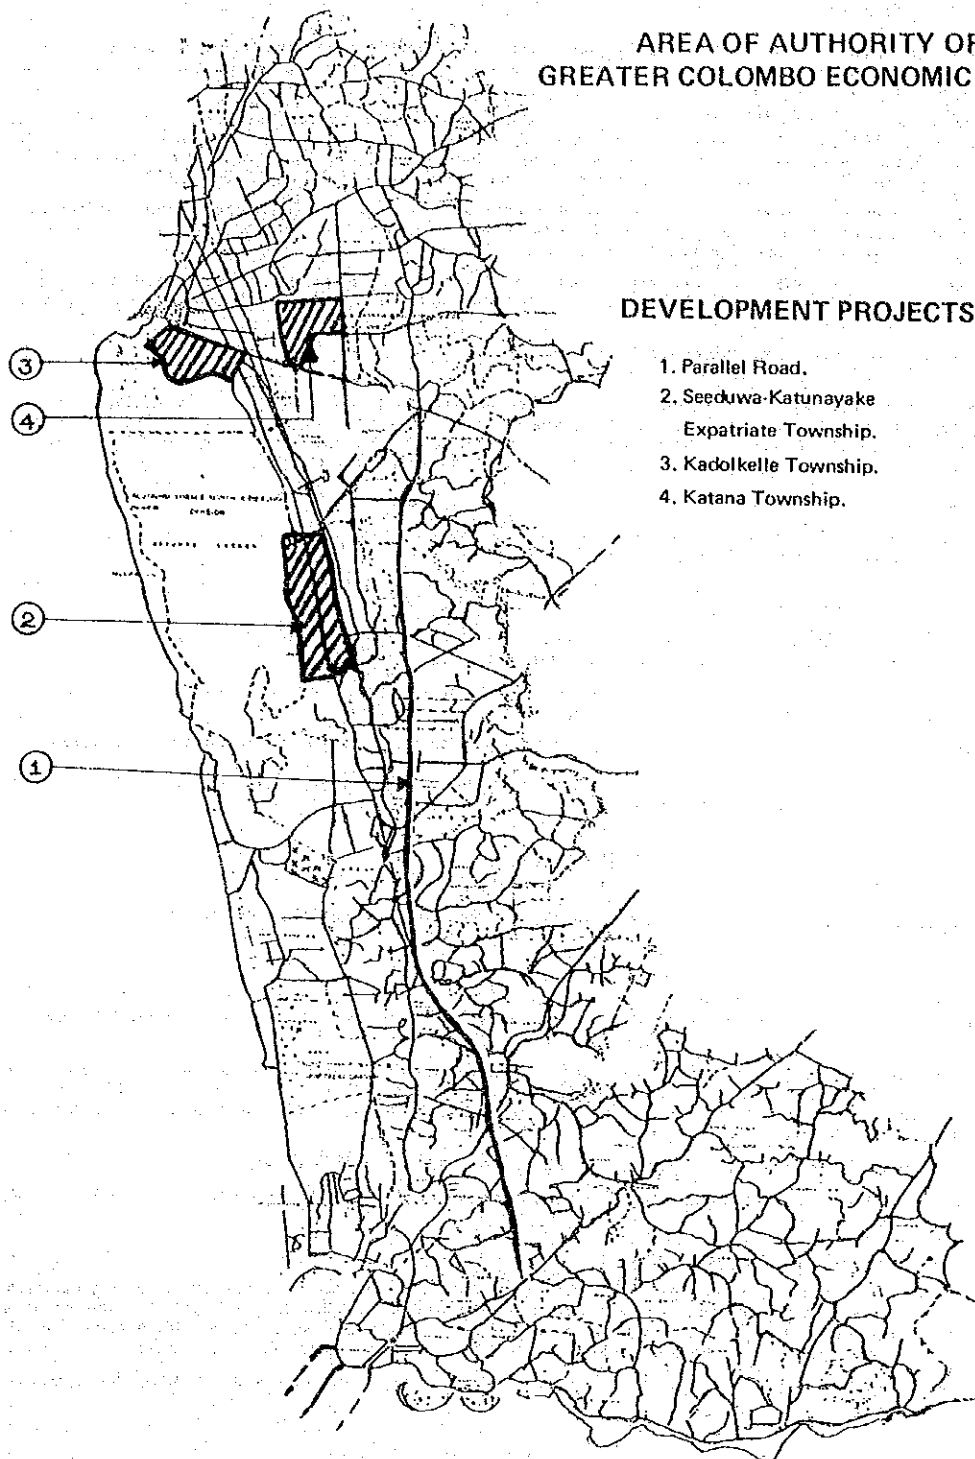 AREA OF AUTHORITY OF
GREATER COLOMBO ECONOMIC
DEVELOPMENT PROJECTS
1. Parallel Road.
2. Seeduwa-Katunayake
Expatriate Township.
3. Kadolkelle Township.
4. Katana Township.
3
4
2
1
DIVISION